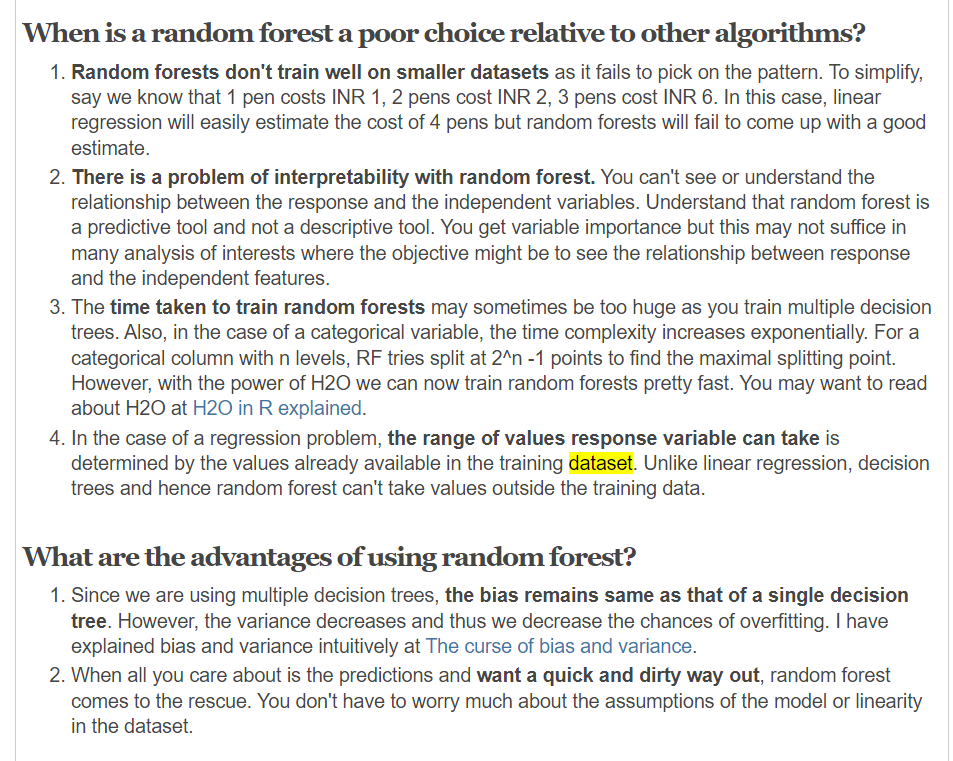 When is a random forest a poor choice relative to other algorithms?
1. Random forests don't train well on smaller datasets as it fails to pick on the pattern. To simplify,
say we know that 1 pen costs INR 1, 2 pens cost INR 2, 3 pens cost INR 6. In this case, linear
regression will easily estimate the cost of 4 pens but random forests will fail to come up with a good
estimate.
2. There is a problem of interpretability with random forest. You can't see or understand the
relationship between the response and the independent variables. Understand that random forest is
a predictive tool and not a descriptive tool. You get variable importance but this may not suffice in
many analysis of interests where the objective might be to see the relationship between response
and the independent features.
3. The time taken to train random forests may sometimes be too huge as you train multiple decision
trees. Also, in the case of a categorical variable, the time complexity increases exponentially. For a
categorical column with n levels, RF tries split at 2^n -1 points to find the maximal splitting point.
However, with the power of H2O we can now train random forests pretty fast. You may want to read
about H2O at H2O in R explained.
4. In the case of a regression problem, the range of values response variable can take is
determined by the values already available in the training dataset. Unlike linear regression, decision
trees and hence random forest can't take values outside the training data.
What are the advantages of using random forest?
1. Since we are using multiple decision trees, the bias remains same as that of a single decision
tree. However, the variance decreases and thus we decrease the chances of overfitting. I have
explained bias and variance intuitively at The curse of bias and variance.
2. When all you care about is the predictions and want a quick and dirty way out, random forest
comes to the rescue. You don't have to worry much about the assumptions of the model or linearity
in the dataset.